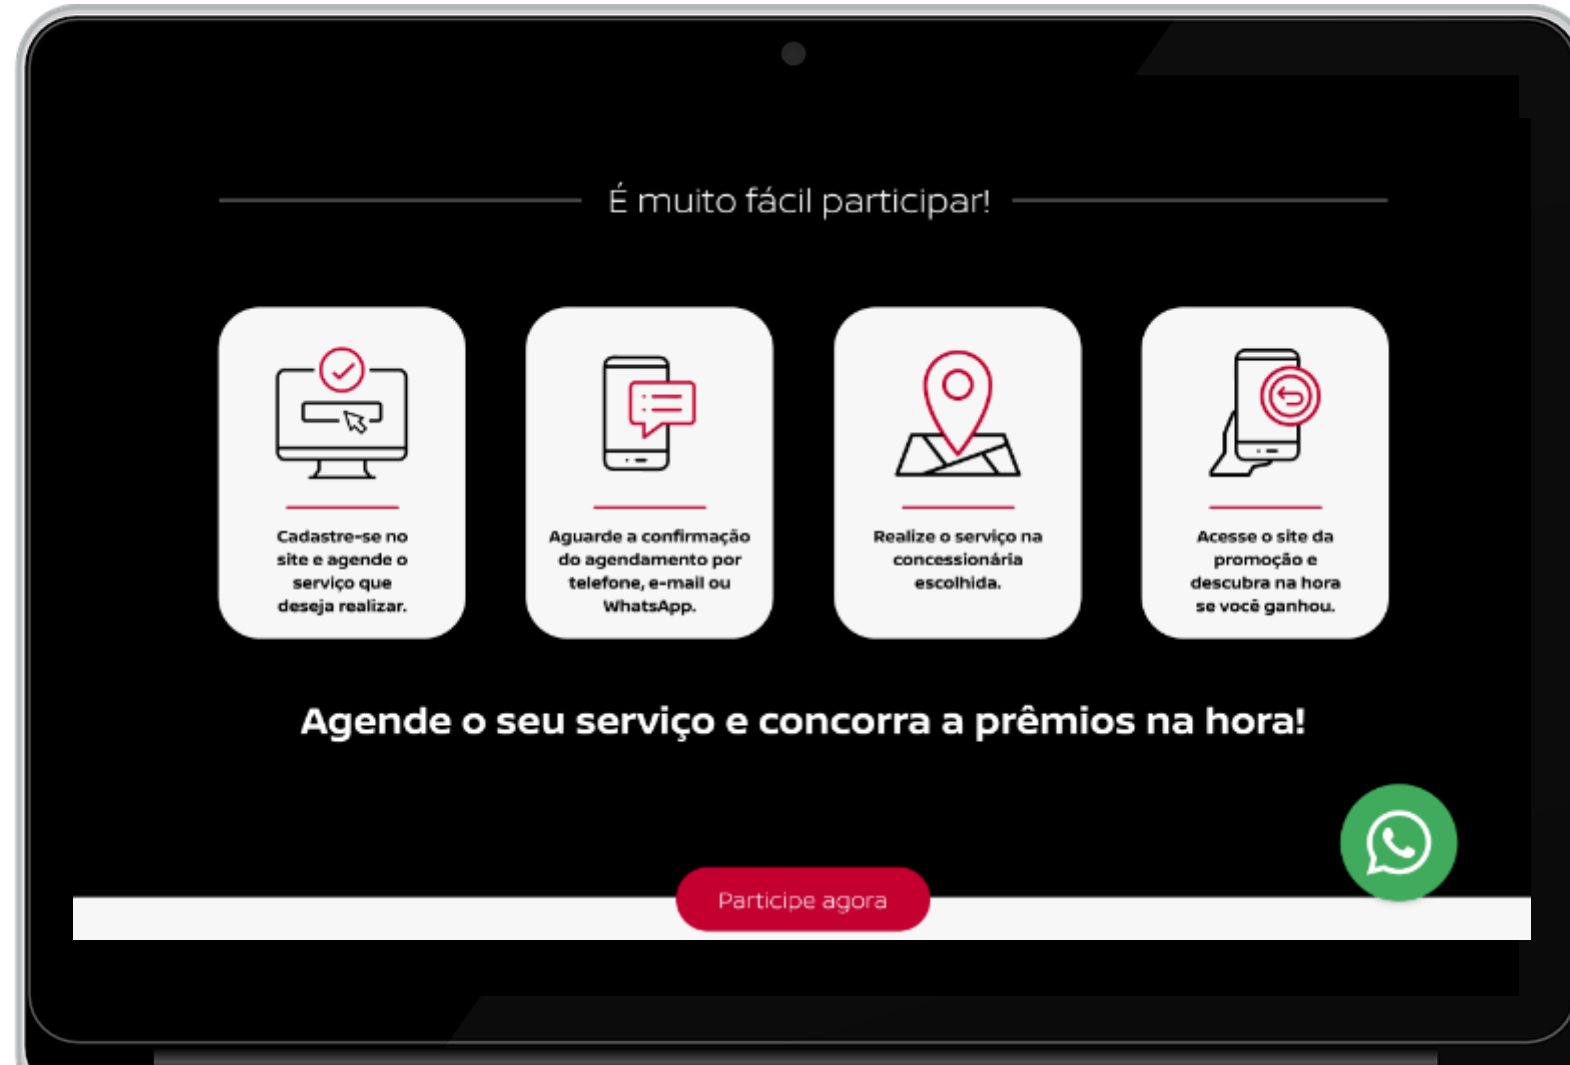 É muito fácil participar!
Cadastre-se no
site e agende o
serviço que
deseja realizar.
Aguarde a confirmação
do agendamento por
telefone, e-mail ou
WhatsApp.
Realize o serviço na
concessionária
escolhida.
Acesse o site da
promoção e
descubra na hora
se você ganhou.
Agende o seu serviço e concorra a prêmios na hora!
Participe agora